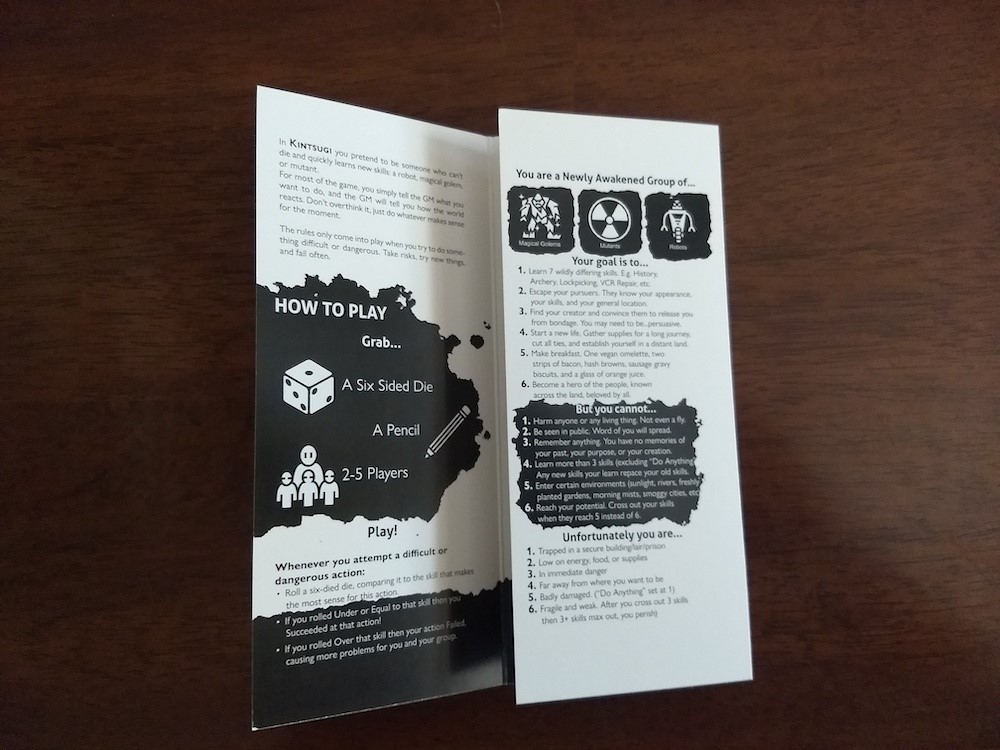 In KINTSUGI you pretend to be someone who can't
die and quickly learns new skills: a robot, magical golem,
or mutant.
For most of the game, you simply tell the GM what you
want to do, and the GM will tell you how the world
reacts. Don't overthink it, just do whatever makes sense
for the moment.
The rules only come into play when you try to do some-
thing difficult or dangerous. Take risks, try new things,
and fail often.
HOW TO PLAY
Grab...
A Six Sided Die
A Pencil
2-5 Players
Play!
Whenever you attempt a difficult or
dangerous action:
• Roll a six-died die, comparing it to the skill that makes
the most sense for this action.
• If you rolled Under or Equal to that skill then you
Succeeded at that action!
• If you rolled Over that skill then your action Failed,
causing more problems for you and your group.
You are a Newly Awakened Group of...
Magical Golems
Mutants
Robots
Your goal is to...
1. Learn 7 wildly differing skills. E.g. History,
Archery, Lockpicking, VCR Repair, etc.
2. Escape your pursuers. They know your appearance,
your skills, and your general location.
3. Find your creator and convince them to release you
from bondage. You may need to be...persuasive.
4. Start a new life. Gather supplies for a long journey,
cut all ties, and establish yourself in a distant land.
5. Make breakfast. One vegan omelette, two
strips of bacon, hash browns, sausage gravy
biscuits, and a glass of orange juice.
6. Become a hero of the people, known
across the land, beloved by all.
But you cannot...
1. Harm anyone or any living thing. Not even a fly.
2. Be seen in public. Word of you will spread.
3. Remember anything. You have no memories of
your past, your purpose, or your creation.
4. Learn more than 3 skills (excluding "Do Anything"
Any new skills your learn repace your old skills.
5. Enter certain environments (sunlight, rivers, freshly
planted gardens, morning mists, smoggy cities, etc
6. Reach your potential. Cross out your skills
when they reach 5 instead of 6.
Unfortunately you are...
1. Trapped in a secure building/lair/prison
2. Low on energy, food, or supplies
3. In immediate danger
4. Far away from where you want to be
5. Badly damaged. ("Do Anything" set at 1)
6. Fragile and weak. After you cross out 3 skills
then 3+ skills max out, you perish)